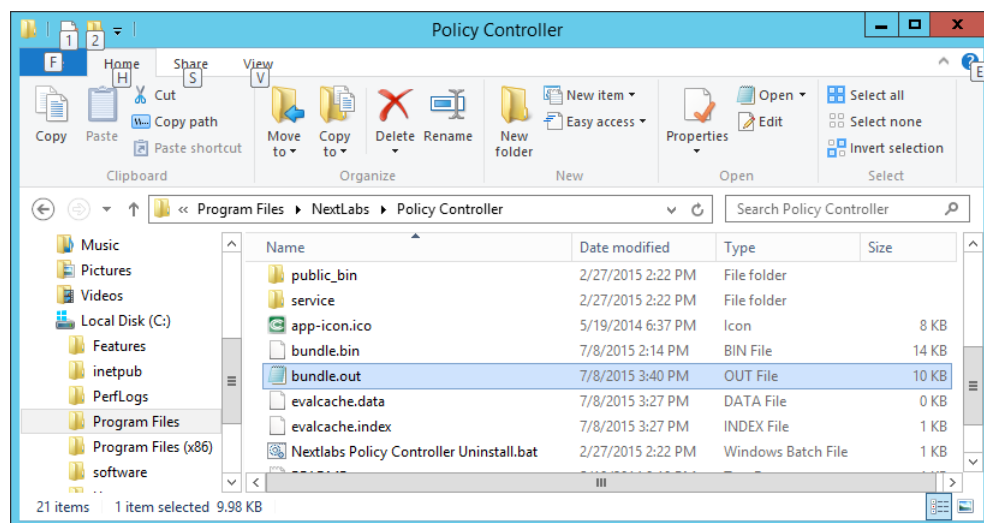 1 2 Policy Controller
F Home Share View E
H S V
Copy Paste Cut Copy path Paste shortcut
Move to Copy to Delete Rename New folder
New item Easy access
Properties Open Edit
Select all Select none Invert selection
Clipboard Organize New Open Select
« Program Files NextLabs Policy Controller Search Policy Controller
Music
Pictures
Videos
Local Disk (C:)
Features
inetpub
PerfLogs
Program Files
Program Files (x86)
software
Name Date modified Type Size
public_bin 2/27/2015 2:22 PM File folder
service 2/27/2015 2:22 PM File folder
app-icon.ico 5/19/2014 6:37 PM Icon 8 KB
bundle.bin 7/8/2015 2:14 PM BIN File 14 KB
bundle.out 7/8/2015 3:40 PM OUT File 10 KB
evalcache.data 7/8/2015 3:27 PM DATA File 0 KB
evalcache.index 7/8/2015 3:27 PM INDEX File 1 KB
Nextlabs Policy Controller Uninstall.bat 2/27/2015 2:22 PM Windows Batch File 1 KB
21 items 1 item selected 9.98 KB